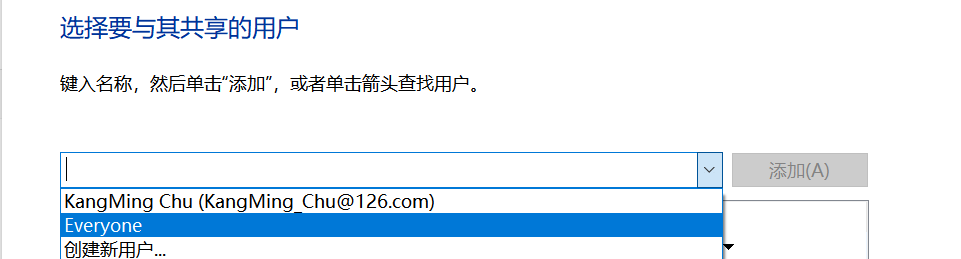 选择要与其共享的用户
键入名称，然后单击“添加”，或者单击箭头查找用户。
添加(A)
KangMing Chu (KangMing_Chu@126.com)
Everyone
创建新用户...